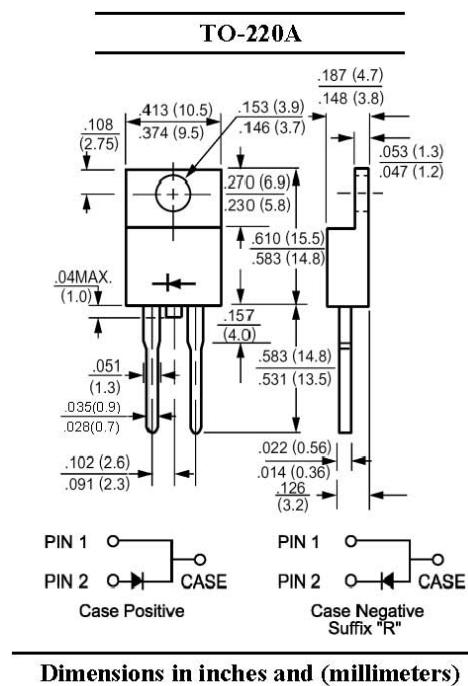 TO-220A
.187 (4.7)
.148 (3.8)
.413 (10.5)
.374 (9.5)
.153 (3.9)
.146 (3.7)
.108
(2.75)
.053 (1.3)
.047 (1.2)
.270 (6.9)
.230 (5.8)
.610 (15.5)
.583 (14.8)
.04MAX.
(1.0)
.157
(4.0)
.583 (14.8)
.531 (13.5)
.051
(1.3)
.035(0.9)
.028(0.7)
.022 (0.56)
.014 (0.36)
.102 (2.6)
.091 (2.3)
.126
(3.2)
PIN 1
PIN 2
CASE
Case Positive
PIN 1
PIN 2
CASE
Case Negative
Suffix "R"
Dimensions in inches and (millimeters)